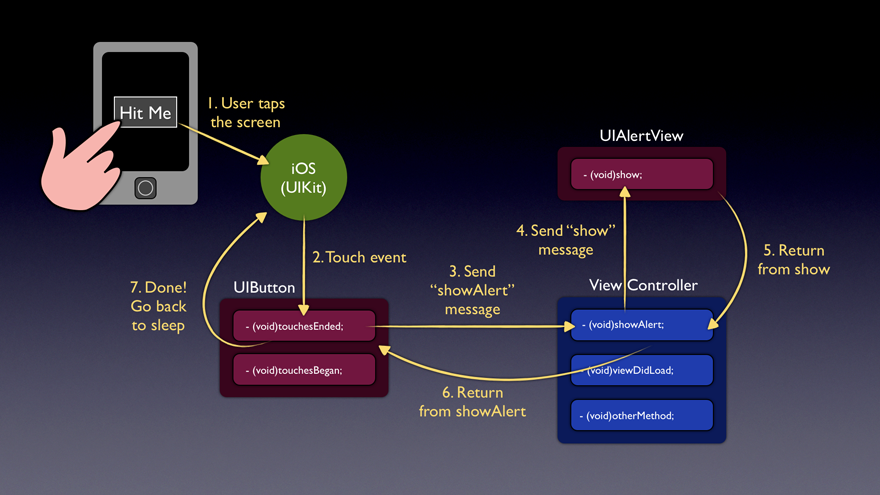 Hit Me
1. User taps
the screen
iOS
(UIKit)
UIAlertView
- (void)show;
2. Touch event
4. Send “show”
message
5. Return
from show
7. Done!
Go back
to sleep
UIButton
3. Send
“showAlert”
message
View Controller
- (void)touchesEnded;
- (void)showAlert;
- (void)touchesBegan;
- (void)viewDidLoad;
6. Return
from showAlert
- (void)otherMethod;